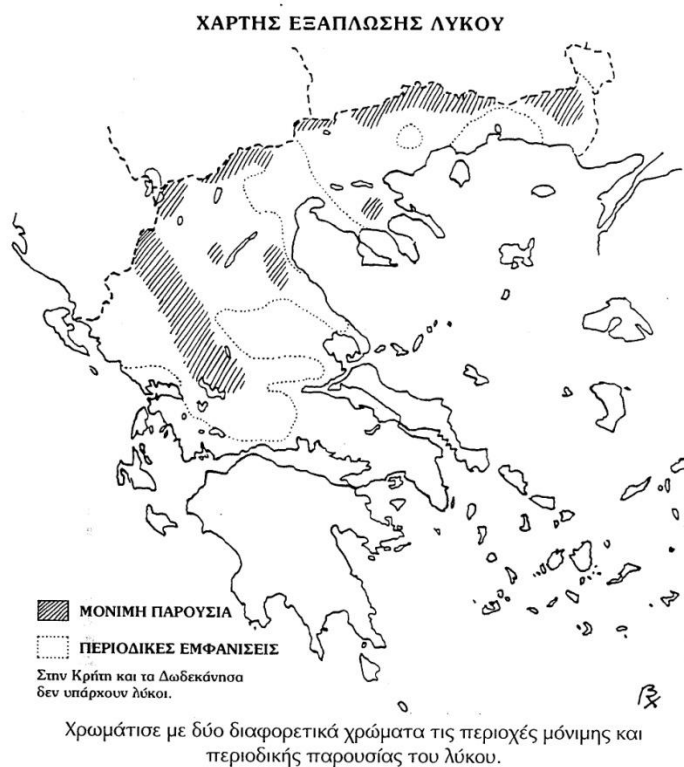 ΧΑΡΤΗΣ ΕΞΑΠΛΩΣΗΣ ΛΥΚΟΥ
ΜΟΝΙΜΗ ΠΑΡΟΥΣΙΑ
ΠΕΡΙΟΔΙΚΕΣ ΕΜΦΑΝΙΣΕΙΣ
Στην Κρήτη και τα Δωδεκάνησα
δεν υπάρχουν λύκοι.
Χρωμάτισε με δύο διαφορετικά χρώματα τις περιοχές μόνιμης και
περιοδικής παρουσίας του λύκου.